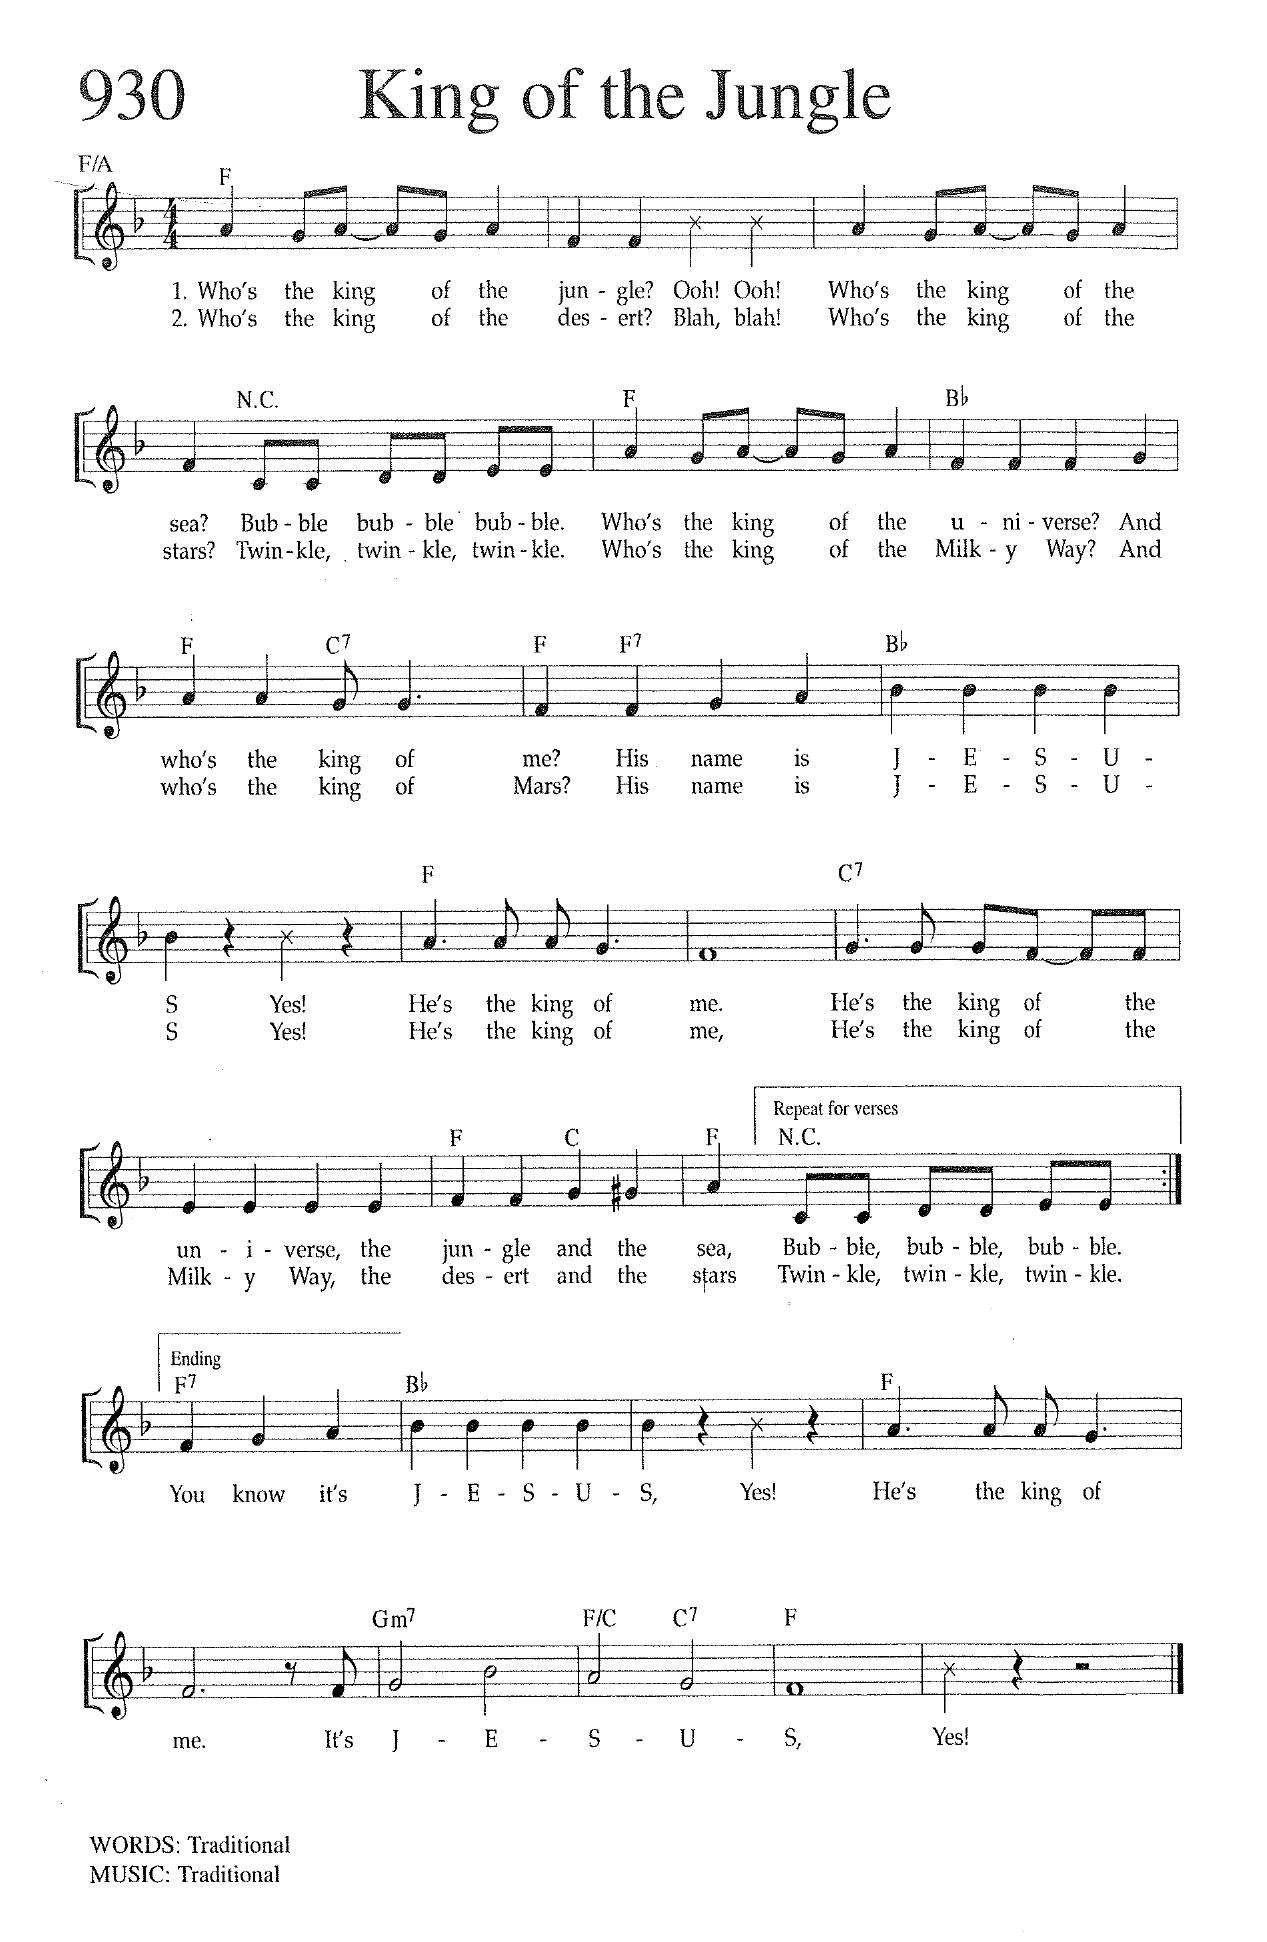 930 King of the Jungle
F/A F
1. Who's the king of the jun - gle? Ooh! Ooh! Who's the king of the
2. Who's the king of the des - ert? Blah, blah! Who's the king of the
N.C. F B♭
sea? Bub - ble bub - ble bub - ble. Who's the king of the u - ni - verse? And
stars? Twin - kle, twin - kle, twin - kle. Who's the king of the Milk - y Way? And
F C7 F F7 B♭
who's the king of me? His name is J - E - S - U -
who's the king of Mars? His name is J - E - S - U -
F C7
S Yes! He's the king of me. He's the king of the
S Yes! He's the king of me, He's the king of the
Repeat for verses
F C F N.C.
un - i - verse, the jun - gle and the sea, Bub - ble, bub - ble, bub - ble.
Milk - y Way, the des - ert and the stars Twin - kle, twin - kle, twin - kle.
Ending
F7 B♭ F
You know it's J - E - S - U - S, Yes! He's the king of
Gm7 F/C C7 F
me. It's J - E - S - U - S, Yes!
WORDS: Traditional
MUSIC: Traditional